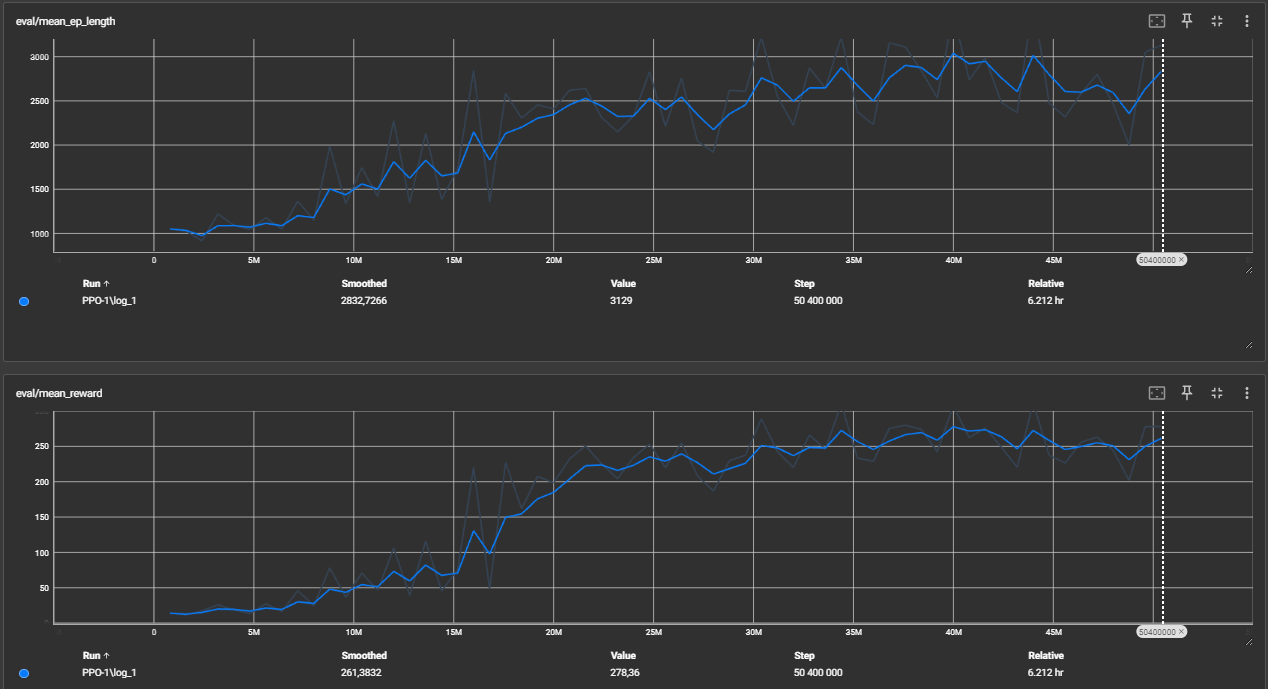 eval/mean_ep_length
3000
2500
2000
1500
1000
0 5M 10M 15M 20M 25M 30M 35M 40M 45M 50400000 ×
Run ↑ Smoothed Value Step Relative
PPO-1\log_1 2832,7266 3129 50 400 000 6.212 hr
eval/mean_reward
250
200
150
100
50
0 5M 10M 15M 20M 25M 30M 35M 40M 45M 50400000 ×
Run ↑ Smoothed Value Step Relative
PPO-1\log_1 261,3832 278,36 50 400 000 6.212 hr